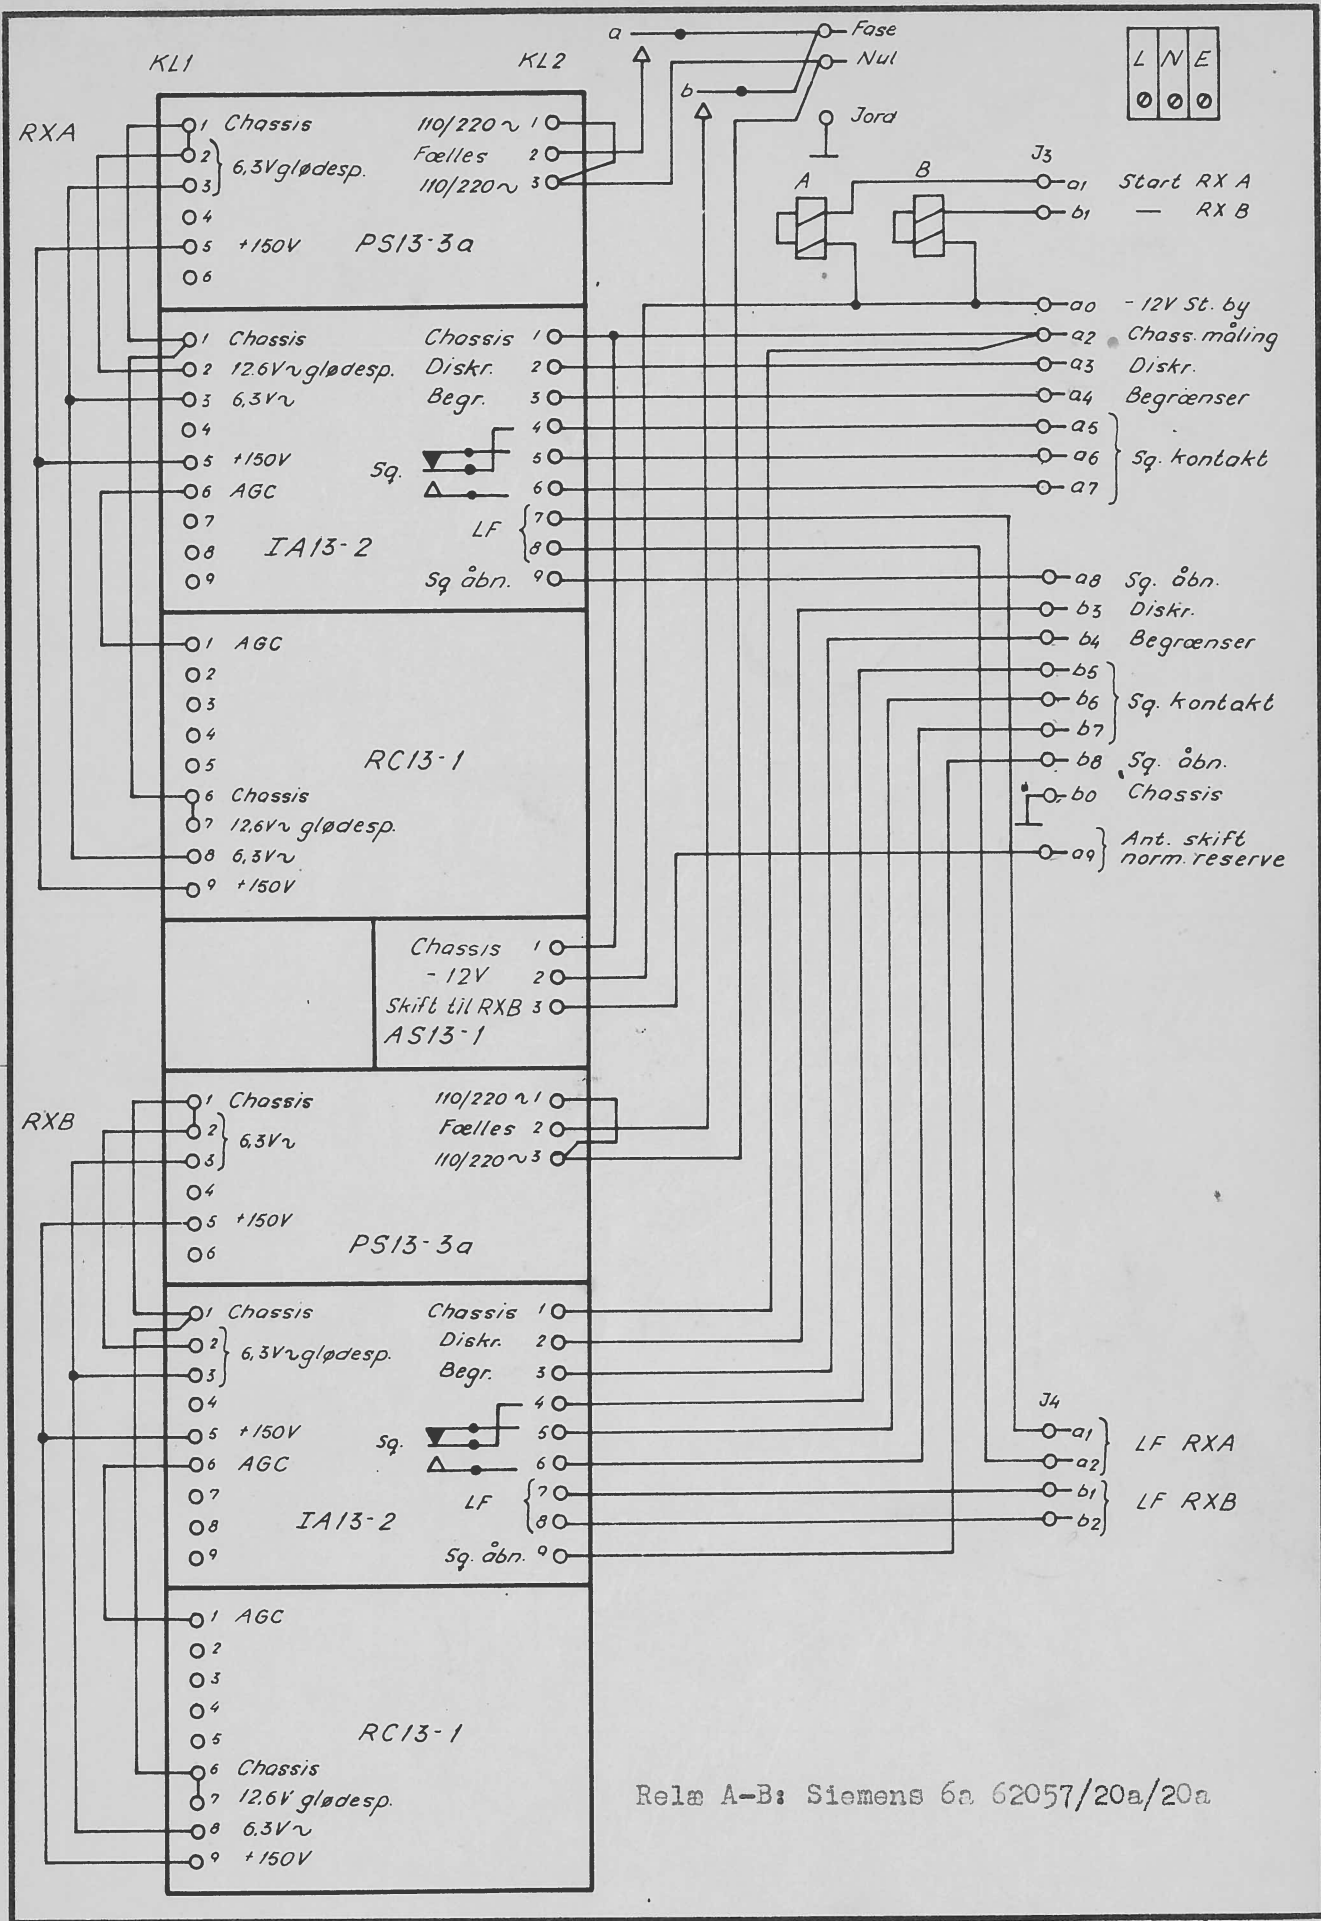 a
Fase
KL1
KL2
Nul
L N E
b
Jord
RXA
1 Chassis
110/220 ~ 1
2
6,3V glødesp.
Fælles 2
3
110/220 ~ 3
4
5 +150V
PS13-3a
6
A
B
J3
a1 Start RX A
b1 — RX B
a0 - 12V St. by
1 Chassis
Chassis 1
a2 Chass. måling
2 12.6V~ glødesp.
Diskr. 2
a3 Diskr.
3 6,3V~
Begr. 3
a4 Begrænser
4
4
a5
5 +150V
Sq.
5
a6 Sq. kontakt
6 AGC
6
a7
7
LF
7
8
IA13-2
8
9
Sq åbn. 9
a8 Sq. åbn.
b3 Diskr.
1 AGC
b4 Begrænser
2
b5
3
b6 Sq. kontakt
4
b7
5
RC13-1
b8 Sq. åbn.
6 Chassis
b0 Chassis
7 12,6V~ glødesp.
8 6,3V~
a9 Ant. skift
norm. reserve
9 +150V
Chassis 1
- 12V 2
Skift til RXB 3
AS13-1
RXB
1 Chassis
110/220 ~ 1
2
6,3V~
Fælles 2
3
110/220 ~ 3
4
5 +150V
PS13-3a
6
1 Chassis
Chassis 1
2
6,3V~ glødesp.
Diskr. 2
3
Begr. 3
4
4
J4
5 +150V
Sq.
5
a1
LF RXA
6 AGC
6
a2
7
LF
7
b1
LF RXB
8
IA13-2
8
b2
9
Sq. åbn. 9
1 AGC
2
3
4
5
RC13-1
6 Chassis
7 12,6V glødesp.
8 6.3V~
9 +150V
Relæ A-B: Siemens 6a 62057/20a/20a